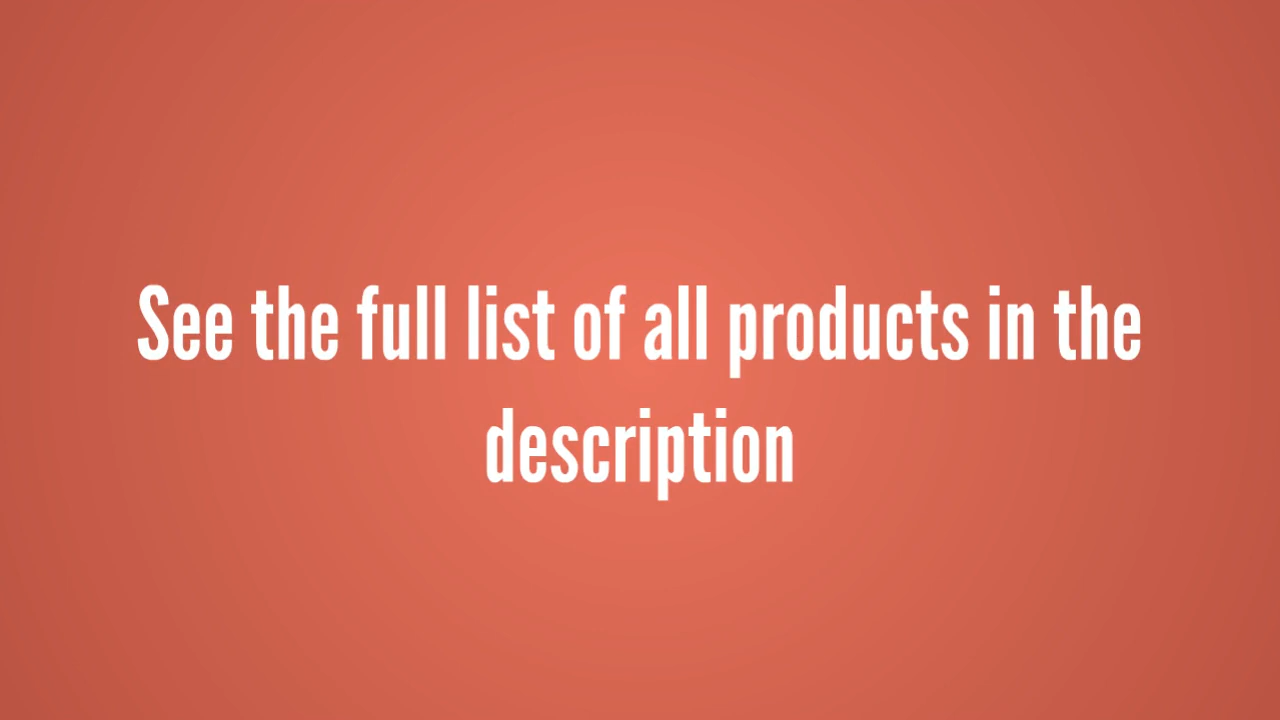 See the full list of all products in the
description